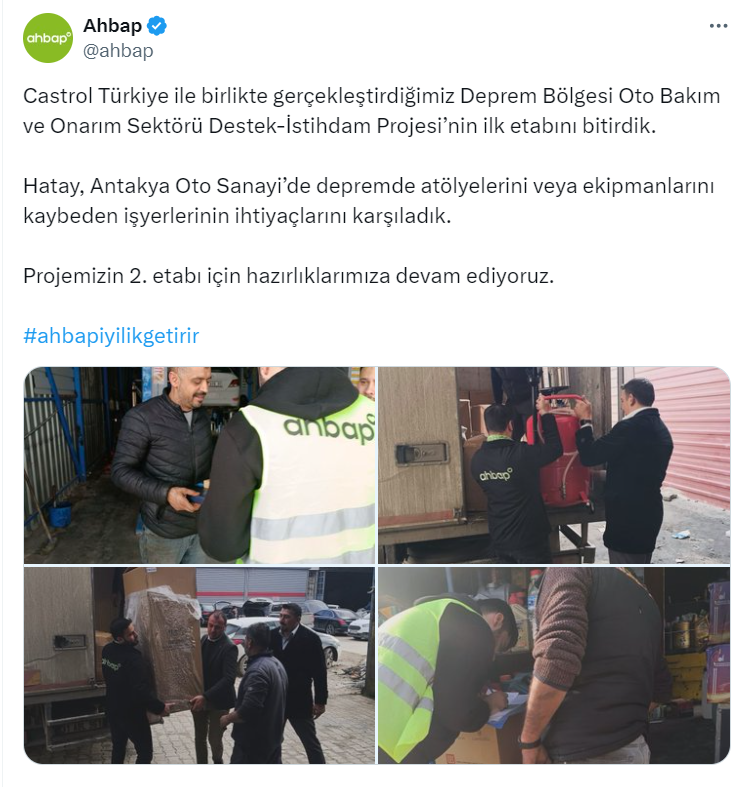 ahbap
Ahbap
@ahbap
Castrol Türkiye ile birlikte gerçekleştirdiğimiz Deprem Bölgesi Oto Bakım
ve Onarım Sektörü Destek-İstihdam Projesi’nin ilk etabını bitirdik.
Hatay, Antakya Oto Sanayi’de depremde atölyelerini veya ekipmanlarını
kaybeden işyerlerinin ihtiyaçlarını karşıladık.
Projemizin 2. etabı için hazırlıklarımıza devam ediyoruz.
#ahbapiyilikgetirir
ahbap
ahbap
ahbap